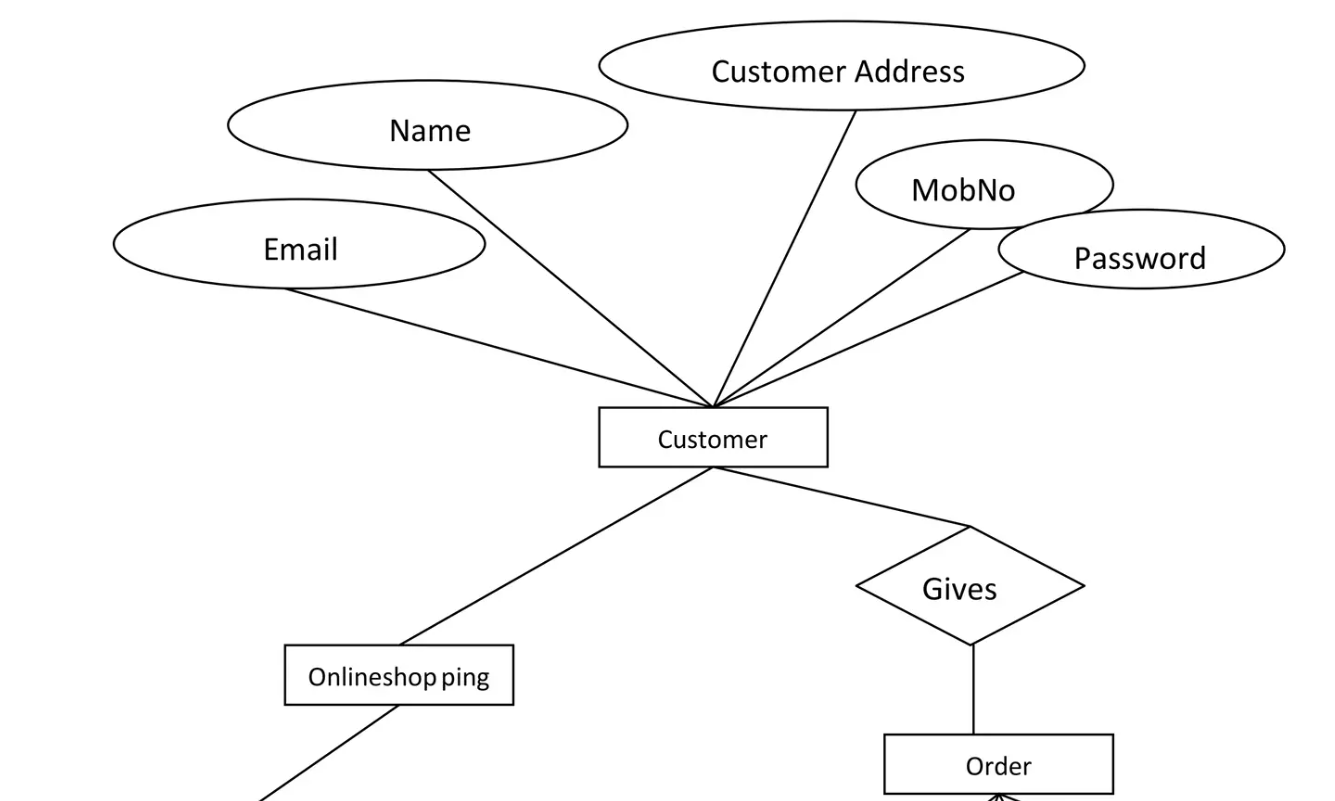 Customer Address
Name
MobNo
Email
Password
Customer
Gives
Onlineshop ping
Order